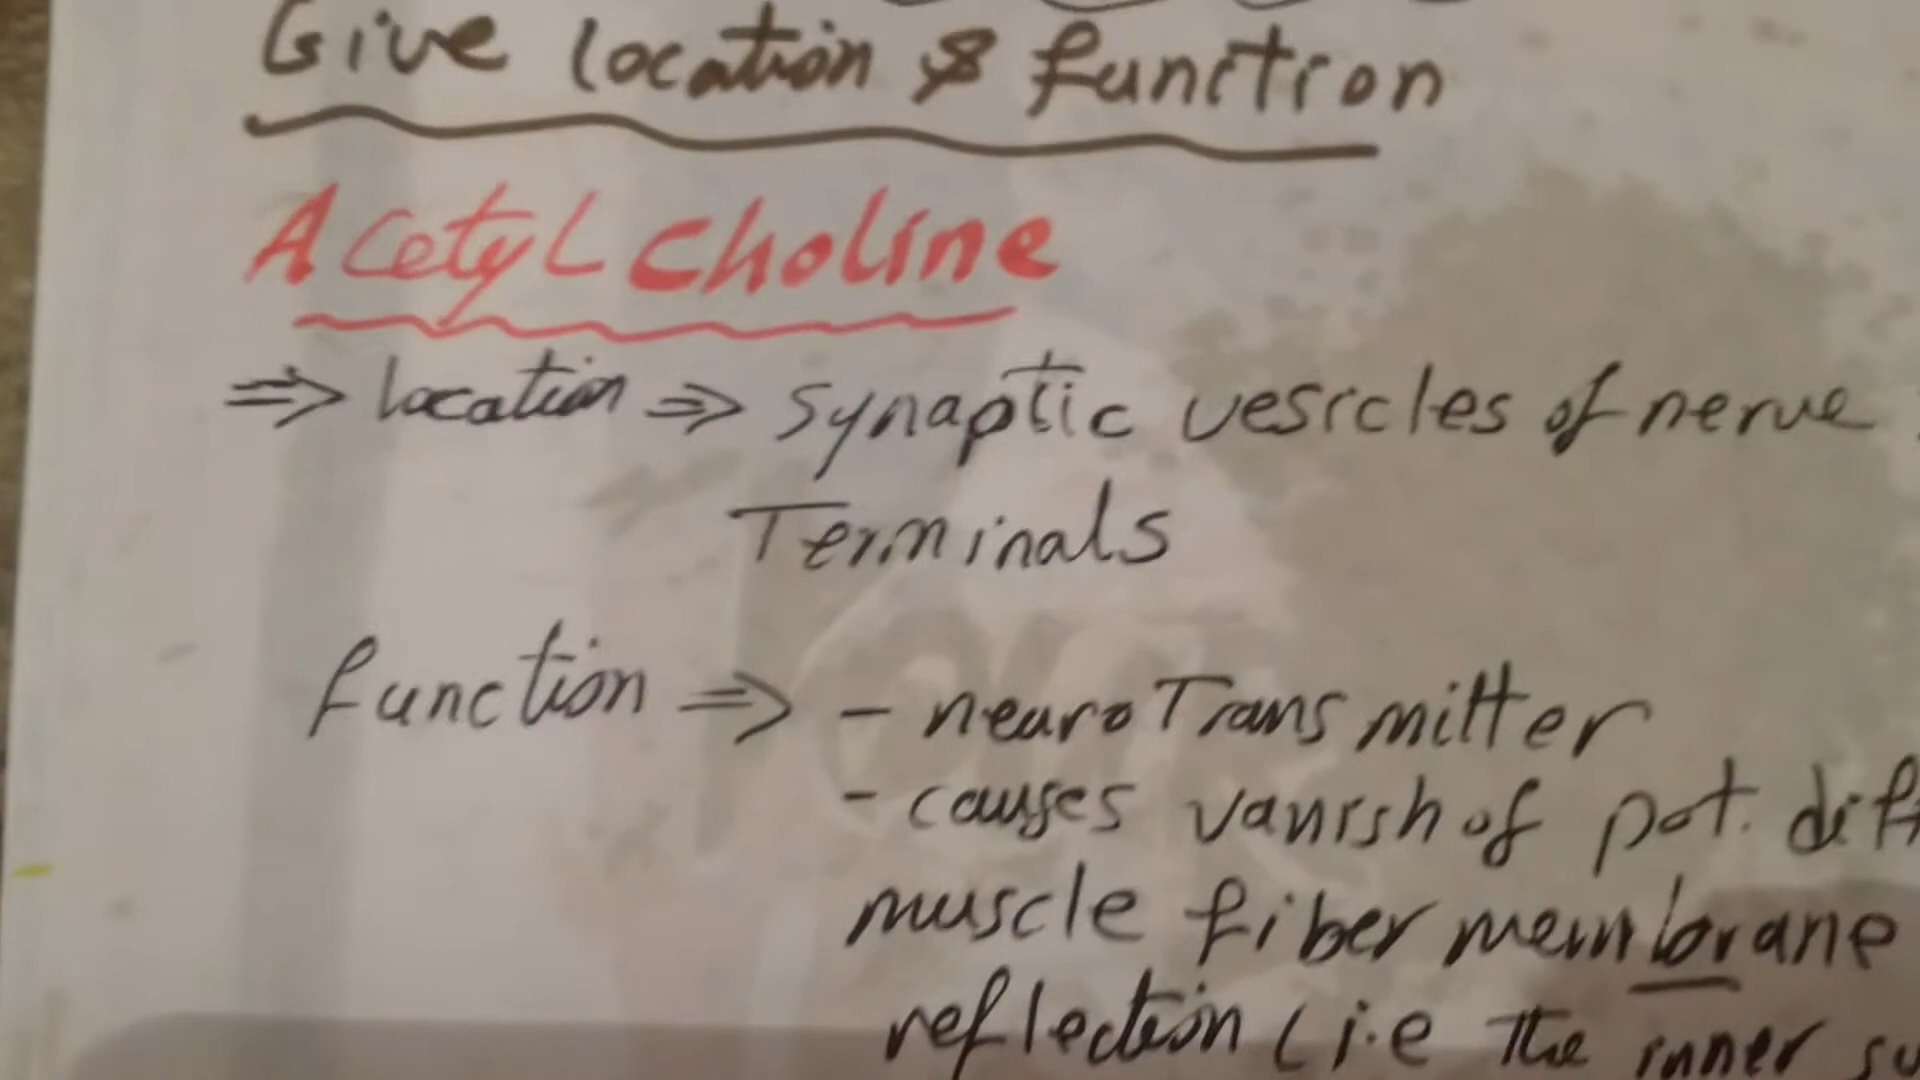 Give location & function
Acetyl choline
⇒ location ⇒ synaptic vesicles of nerve
Terminals
function ⇒ - neuroTransmitter
- causes vanish of pot. diff
muscle fiber membrane
reflection (i.e The inner